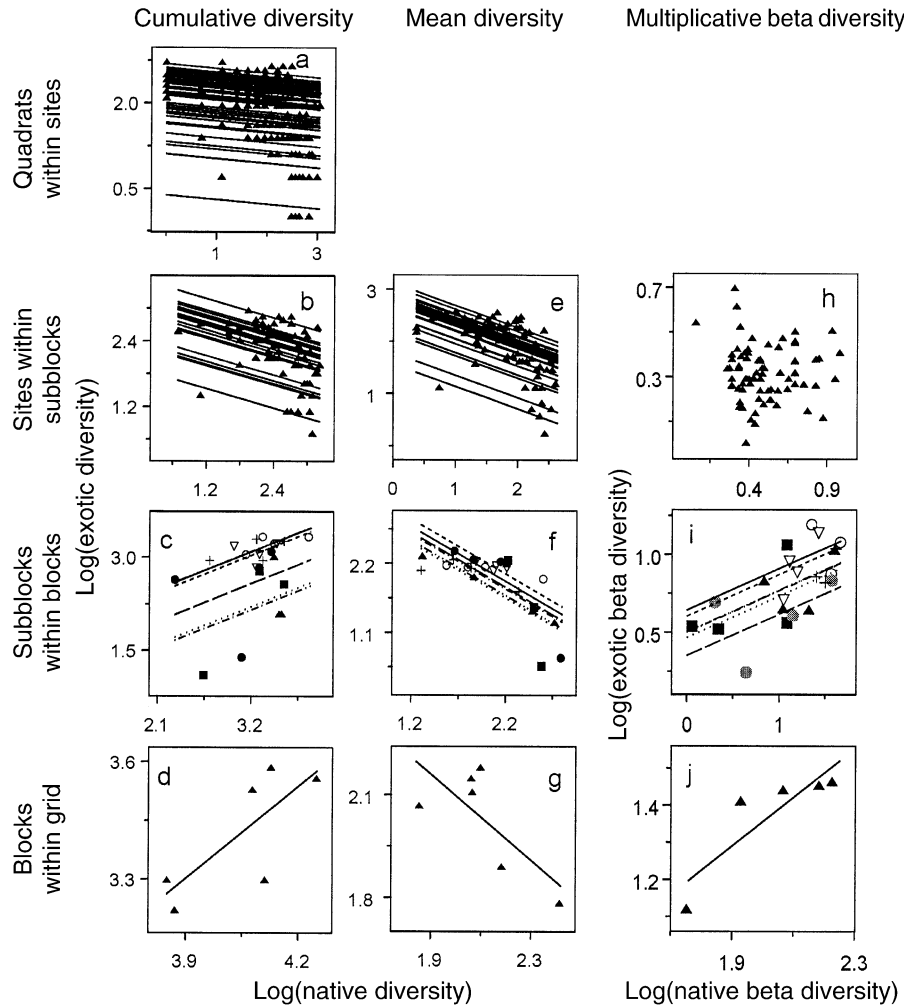 Cumulative diversity
Mean diversity
Multiplicative beta diversity
Quadrats
within sites
a
2.0
0.5
1
3
Sites within
subblocks
Log(exotic diversity)
b
2.4
1.2
1.2
2.4
e
3
1
0
1
2
h
0.7
0.3
0.4
0.9
Subblocks
within blocks
c
3.0
1.5
2.1
3.2
f
2.2
1.1
1.2
2.2
Log(exotic beta diversity)
i
1.0
0.5
0
1
Blocks
within grid
d
3.6
3.3
3.9
4.2
g
2.1
1.8
1.9
2.3
j
1.4
1.2
1.9
2.3
Log(native diversity)
Log(native beta diversity)